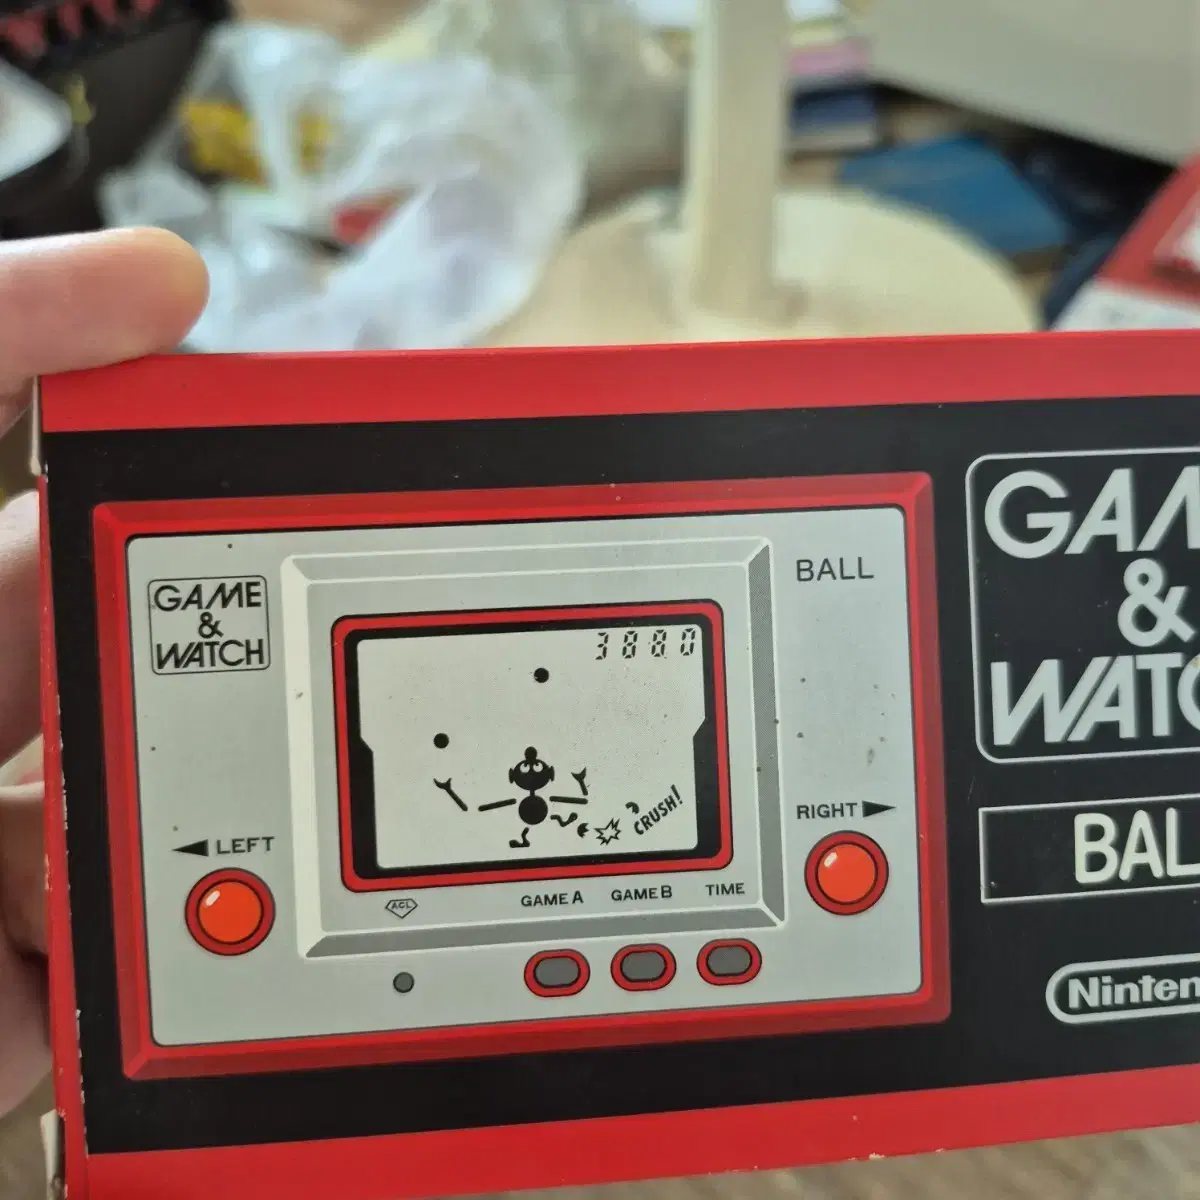 GAME
&
WATCH
BALL
3880
CRUSH!
◀ LEFT
RIGHT ▶
ACL
GAME A GAME B TIME
GAM
&
WATC
BAL
Ninten